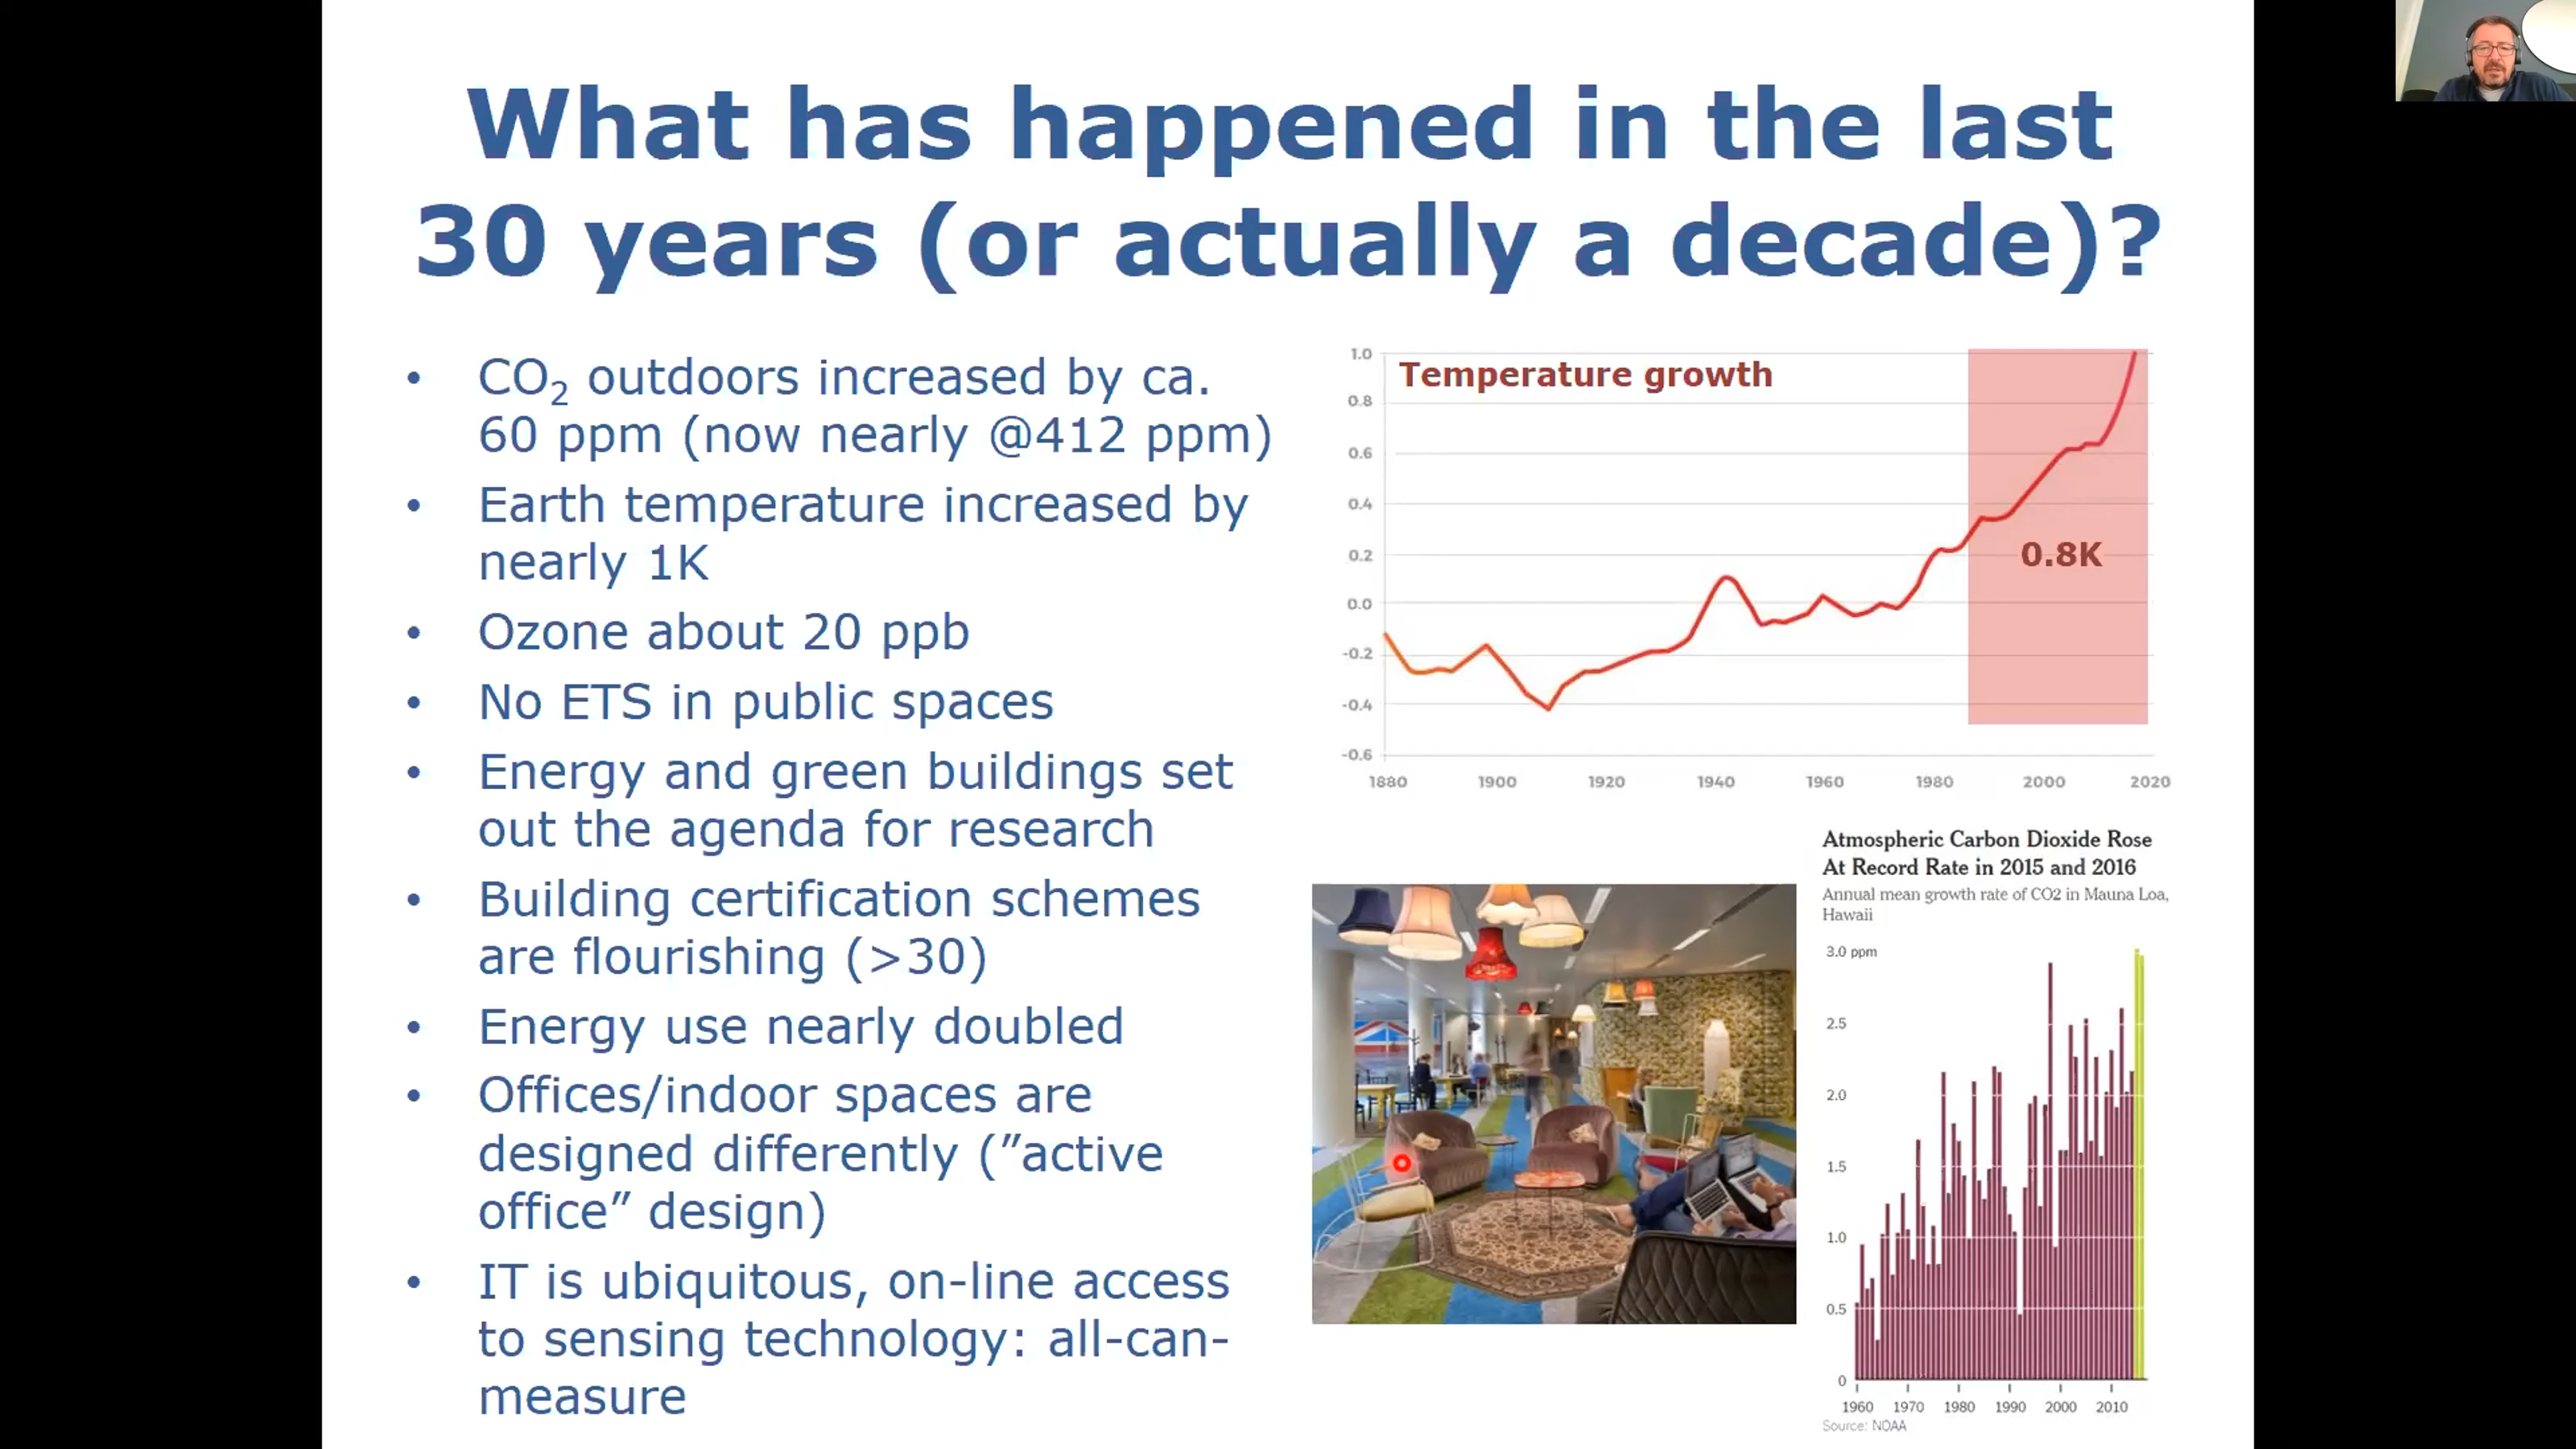 What has happened in the last
30 years (or actually a decade)?
• CO₂ outdoors increased by ca.
60 ppm (now nearly @412 ppm)
• Earth temperature increased by
nearly 1K
• Ozone about 20 ppb
• No ETS in public spaces
• Energy and green buildings set
out the agenda for research
• Building certification schemes
are flourishing (>30)
• Energy use nearly doubled
• Offices/indoor spaces are
designed differently (”active
office” design)
• IT is ubiquitous, on-line access
to sensing technology: all-can-
measure
Temperature growth
1.0
0.8
0.6
0.4
0.2
0.0
-0.2
-0.4
-0.6
0.8K
1880 1900 1920 1940 1960 1980 2000 2020
Atmospheric Carbon Dioxide Rose
At Record Rate in 2015 and 2016
Annual mean growth rate of CO2 in Mauna Loa,
Hawaii
3.0 ppm
2.5
2.0
1.5
1.0
0.5
0
1960 1970 1980 1990 2000 2010
Source: NOAA